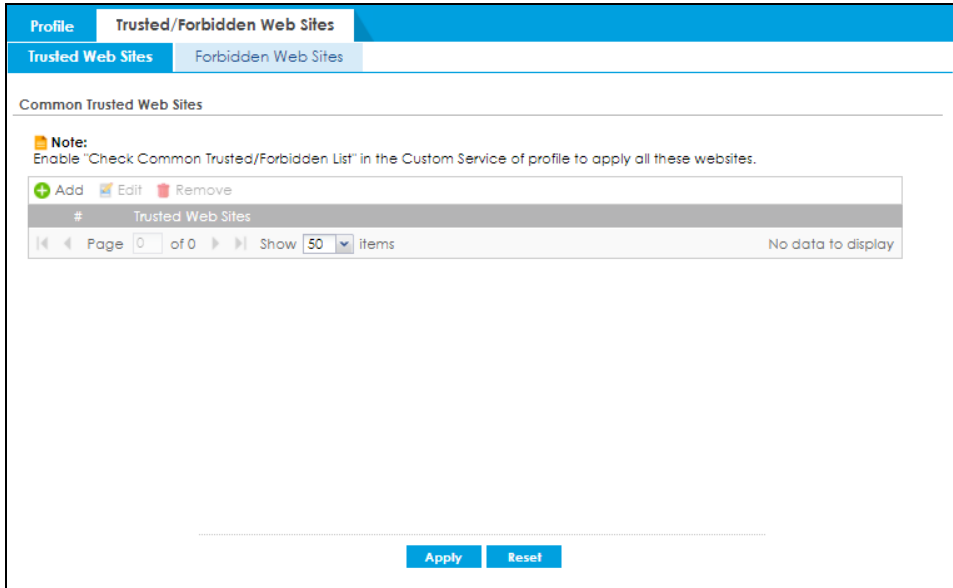 Profile Trusted/Forbidden Web Sites
Trusted Web Sites Forbidden Web Sites
Common Trusted Web Sites
Note:
Enable "Check Common Trusted/Forbidden List" in the Custom Service of profile to apply all these websites.
Add Edit Remove
# Trusted Web Sites
Page 0 of 0 Show 50 items No data to display
Apply Reset